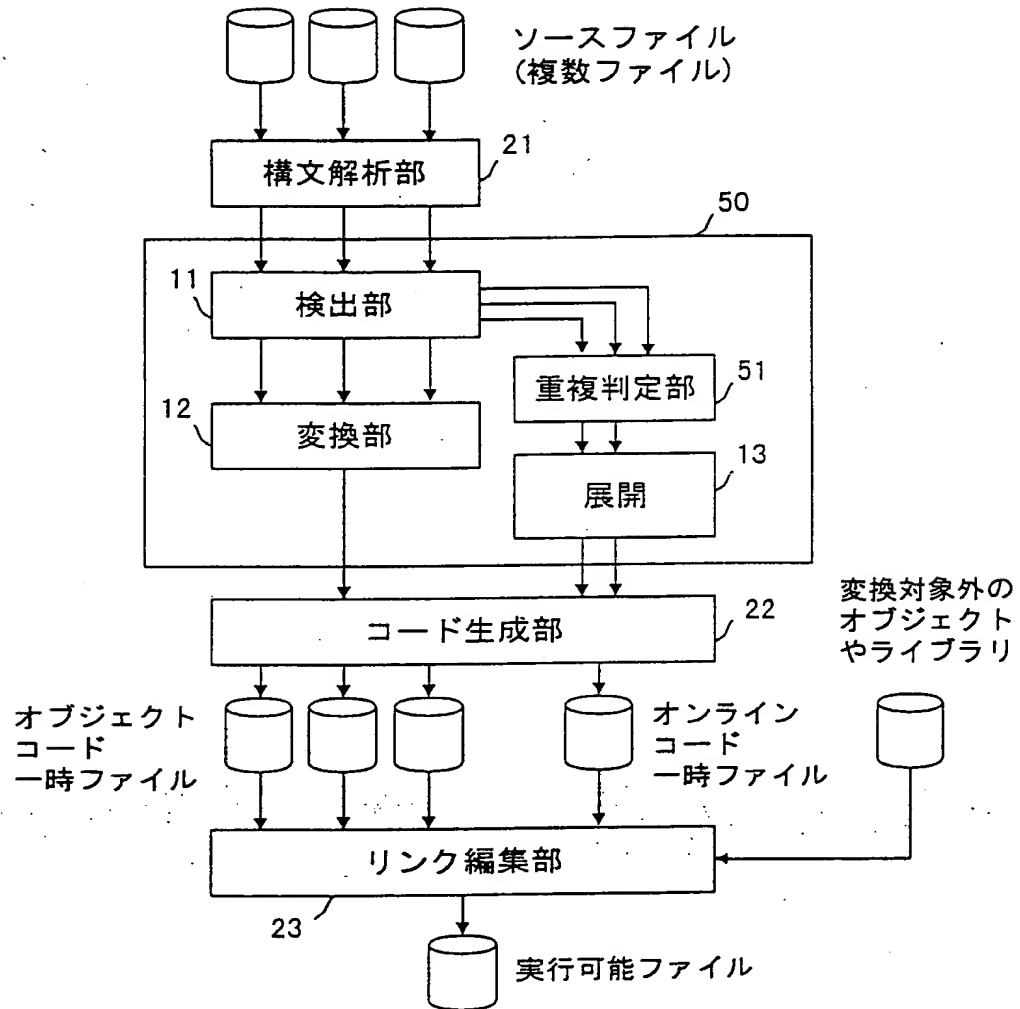 ソースファイル
(複数ファイル)
21
構文解析部
50
11
検出部
重複判定部
51
12
変換部
13
展開
コード生成部
22
変換対象外の
オブジェクト
やライブラリ
オブジェクト
コード
一時ファイル
オンライン
コード
一時ファイル
リンク編集部
23
実行可能ファイル